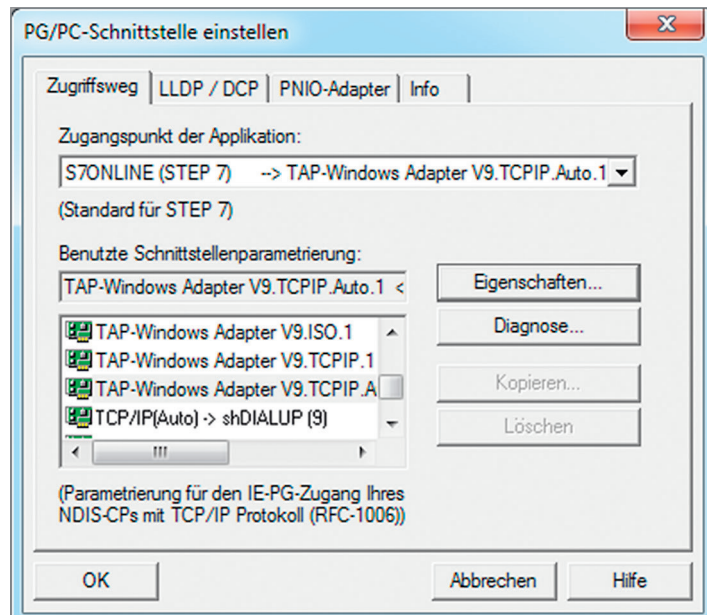 PG/PC-Schnittstelle einstellen
Zugriffsweg LLDP / DCP PNIO-Adapter Info
Zugangspunkt der Applikation:
S7ONLINE (STEP 7) --> TAP-Windows Adapter V9.TCPIP.Auto.1
(Standard für STEP 7)
Benutzte Schnittstellenparametrierung:
TAP-Windows Adapter V9.TCPIP.Auto.1 <
Eigenschaften...
TAP-Windows Adapter V9.ISO.1
Diagnose...
TAP-Windows Adapter V9.TCPIP.1
TAP-Windows Adapter V9.TCPIP.A
Kopieren...
TCP/IP(Auto) -> shDIALUP (9)
Löschen
(Parametrierung für den IE-PG-Zugang Ihres
NDIS-CPs mit TCP/IP Protokoll (RFC-1006))
OK Abbrechen Hilfe